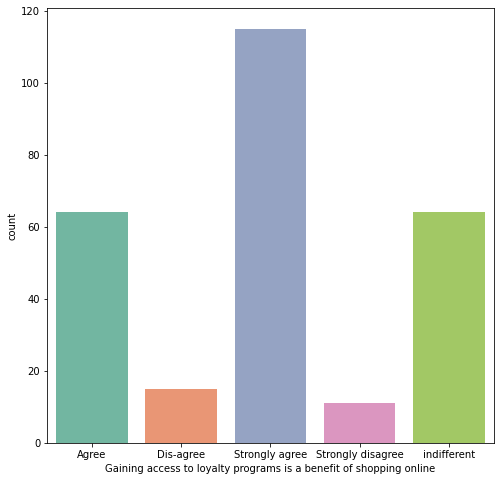 120
100
80
60
40
20
0
count
Agree Dis-agree Strongly agree Strongly disagree indifferent
Gaining access to loyalty programs is a benefit of shopping online